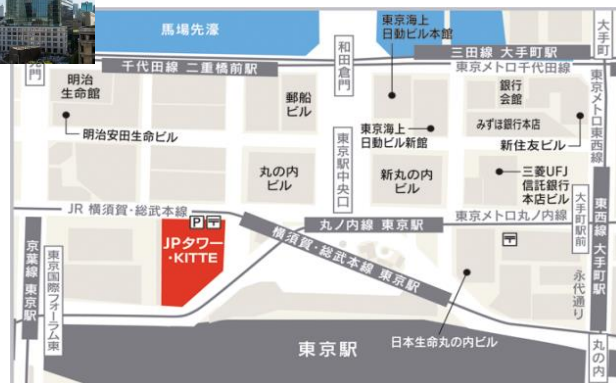 馬場先濠
和田倉門
東京海上
日動ビル本館
三田線 大手町駅
大手町
千代田線 二重橋前駅
東京メトロ千代田線
明治
生命館
郵船
ビル
銀行
会館
東京メトロ東西線
みずほ銀行本店
東京海上
日動ビル新館
明治安田生命ビル
新住友ビル
東京駅中央口
丸の内
ビル
新丸の内
ビル
三菱UFJ
信託銀行
本店ビル
JR 横須賀・総武本線
P
丸ノ内線 東京駅
東京メトロ丸ノ内線
大手町駅前
東西線 大手町駅
京葉線 東京駅
東京国際フォーラム東
JPタワー
・KITTE
横須賀・総武本線 東京駅
永代通り
日本生命丸の内ビル
東京駅
丸の内